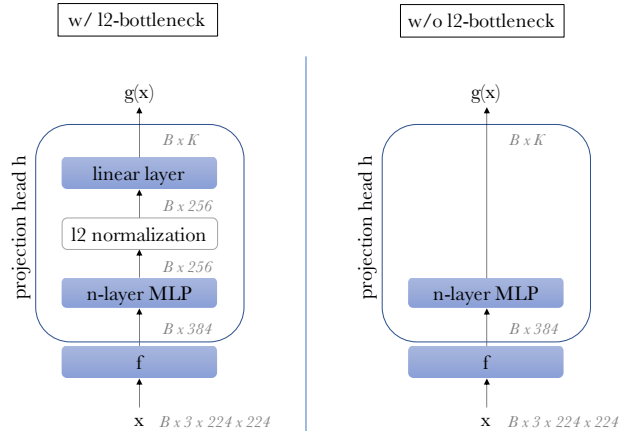 w/ l2-bottleneck
g(x)
B x K
linear layer
B x 256
l2 normalization
B x 256
n-layer MLP
B x 384
f
x B x 3 x 224 x 224
projection head h
w/o l2-bottleneck
g(x)
B x K
n-layer MLP
B x 384
f
x B x 3 x 224 x 224
projection head h